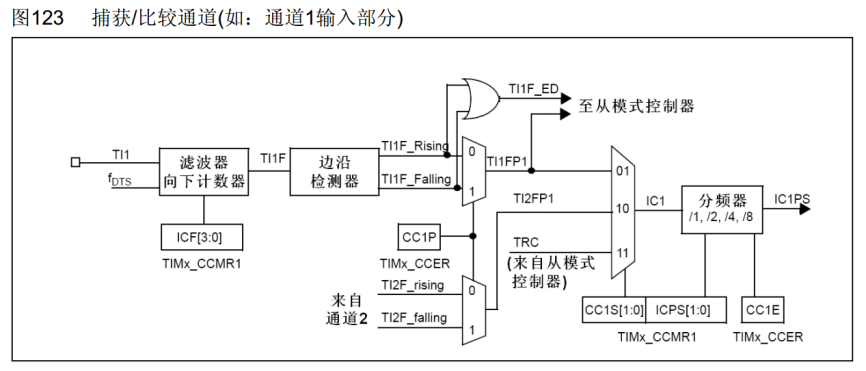 图123 捕获/比较通道(如：通道1输入部分)
TI1F_ED
至从模式控制器
TI1
fDTS
滤波器
向下计数器
TI1F
边沿
检测器
TI1F_Rising
TI1F_Falling
0
1
TI1FP1
01
TI2FP1
10
IC1
分频器
/1, /2, /4, /8
IC1PS
ICF[3:0]
TIMx_CCMR1
CC1P
TIMx_CCER
TRC
11
(来自从模式
控制器)
TI2F_rising
0
来自
通道2
TI2F_falling
1
CC1S[1:0]
ICPS[1:0]
CC1E
TIMx_CCMR1
TIMx_CCER